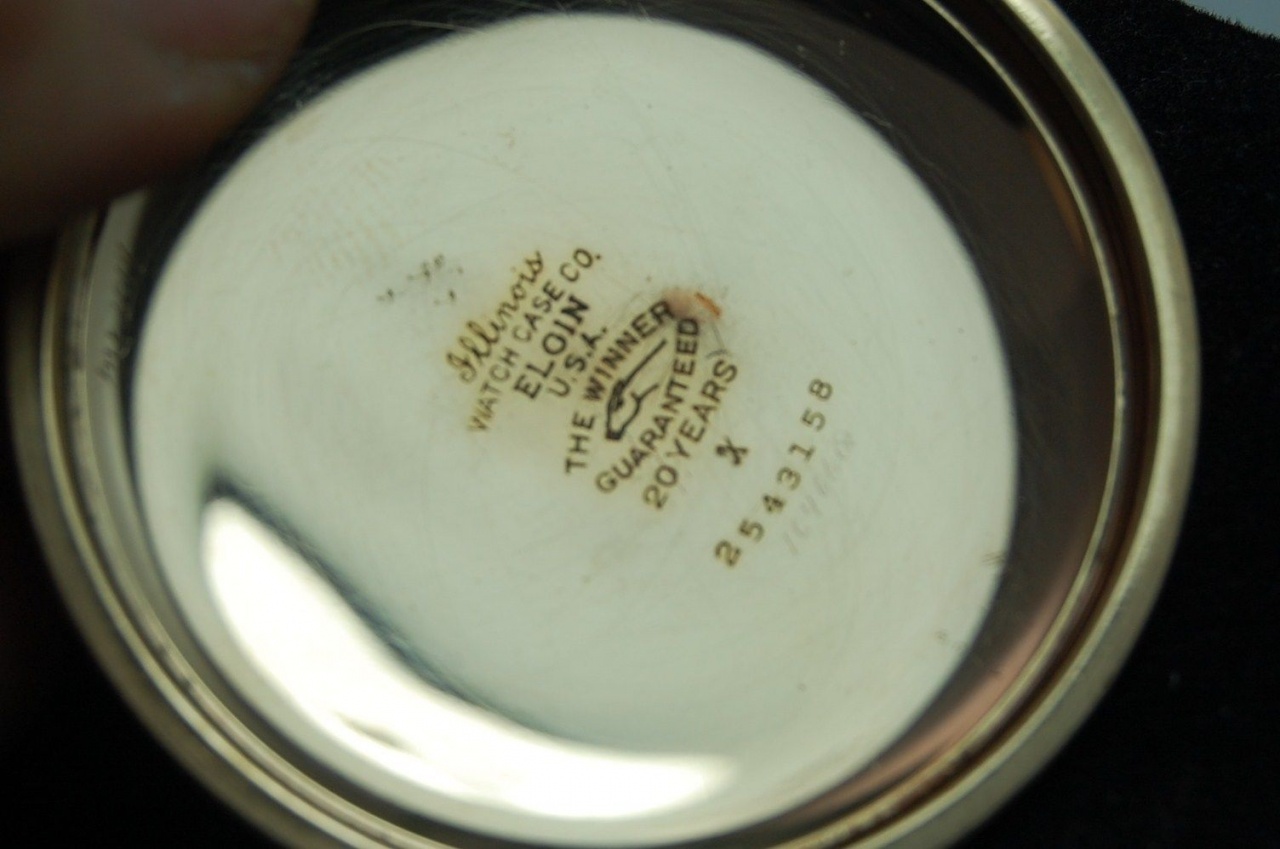 Illinois
WATCH CASE CO.
ELGIN
U.S.A.
THE WINNER
GUARANTEED
20 YEARS
X
2543158